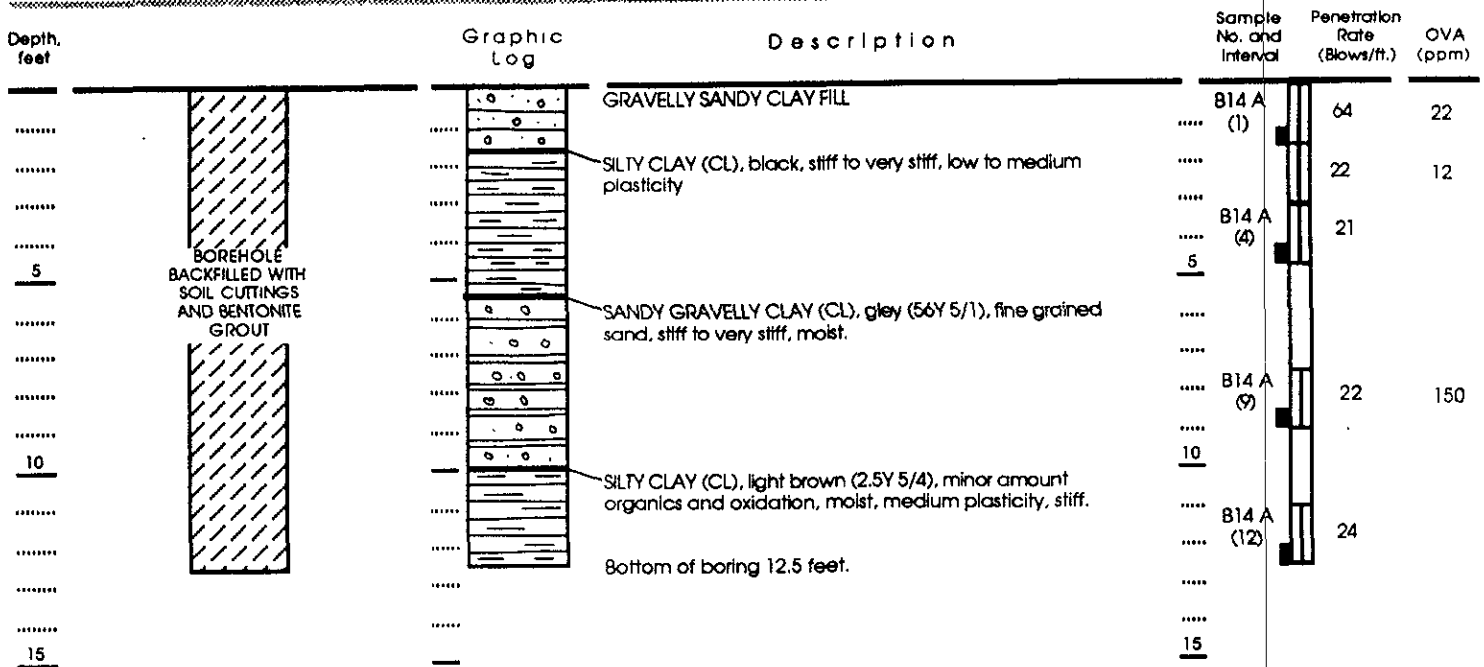 Depth, feet
Graphic Log
Description
Sample No. and Interval
Penetration Rate (Blows/ft.)
OVA (ppm)
GRAVELLY SANDY CLAY FILL
B14 A (1)
64
22
SILTY CLAY (CL), black, stiff to very stiff, low to medium
plasticity
22
12
B14 A (4)
21
5
BOREHOLE
BACKFILLED WITH
SOIL CUTTINGS
AND BENTONITE
GROUT
5
SANDY GRAVELLY CLAY (CL), gley (56Y 5/1), fine grained
sand, stiff to very stiff, moist.
B14 A (9)
22
150
10
10
SILTY CLAY (CL), light brown (2.5Y 5/4), minor amount
organics and oxidation, moist, medium plasticity, stiff.
B14 A (12)
24
Bottom of boring 12.5 feet.
15
15